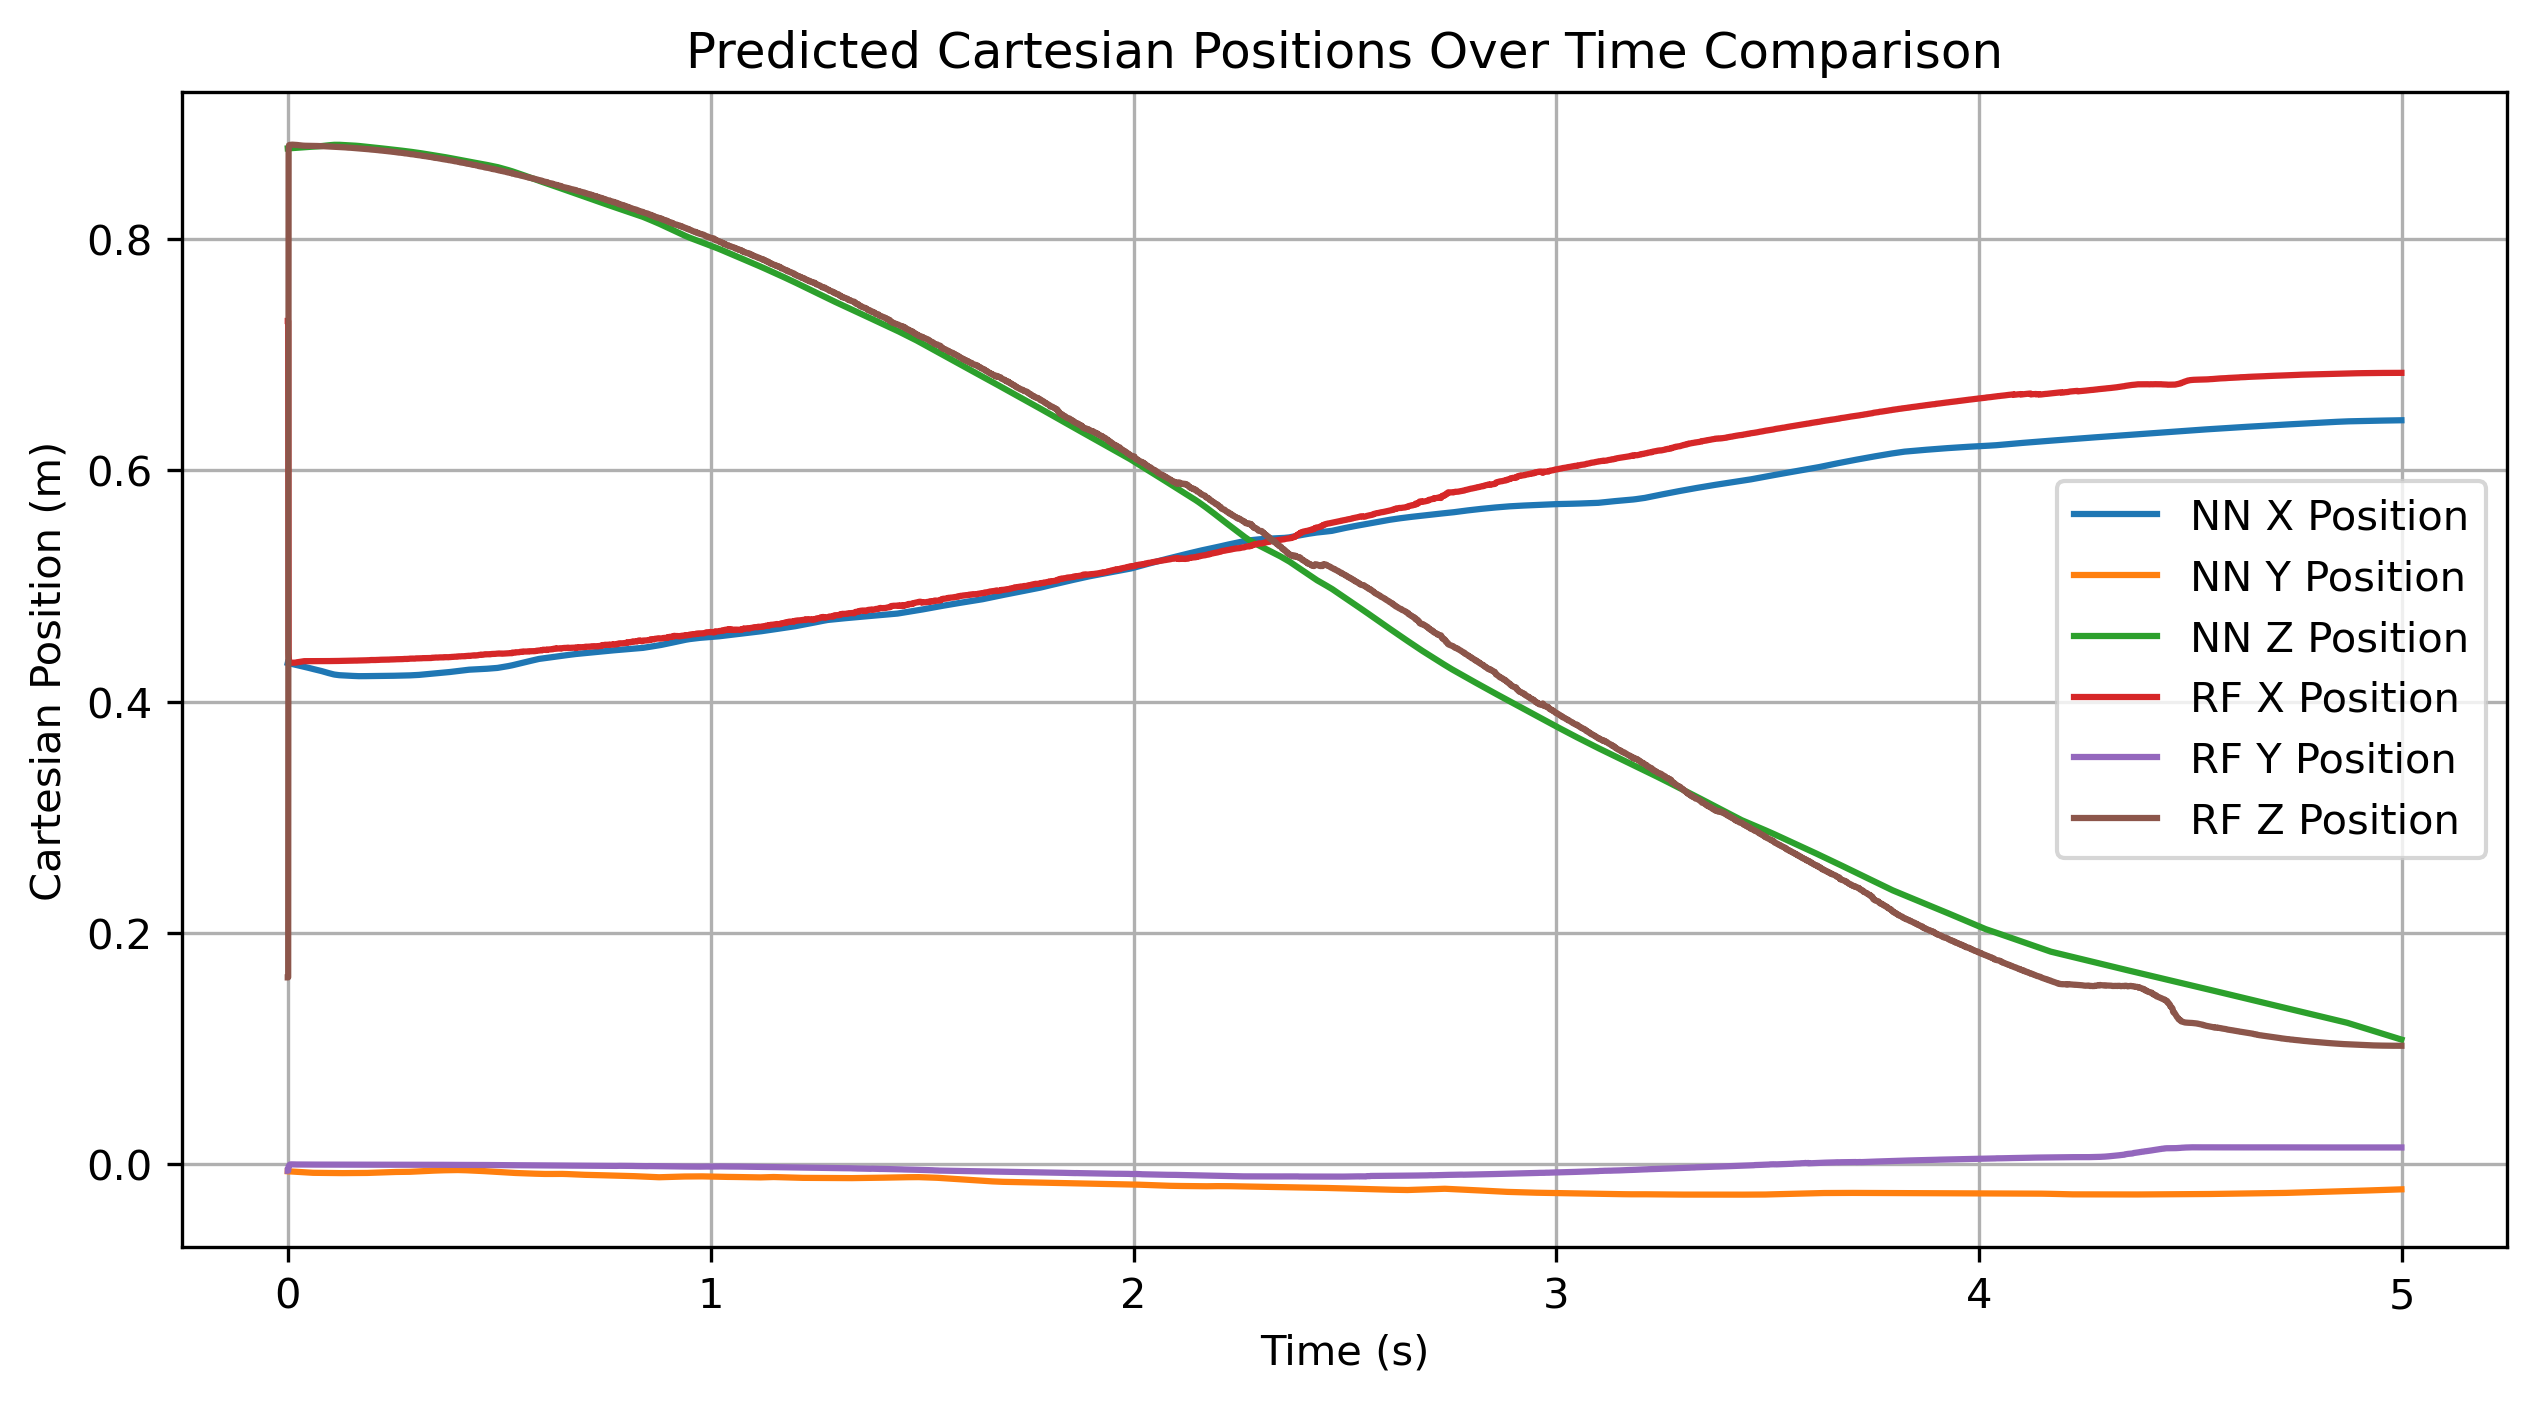 Predicted Cartesian Positions Over Time Comparison
Cartesian Position (m)
0.8
0.6
0.4
0.2
0.0
NN X Position
NN Y Position
NN Z Position
RF X Position
RF Y Position
RF Z Position
0 1 2 3 4 5
Time (s)